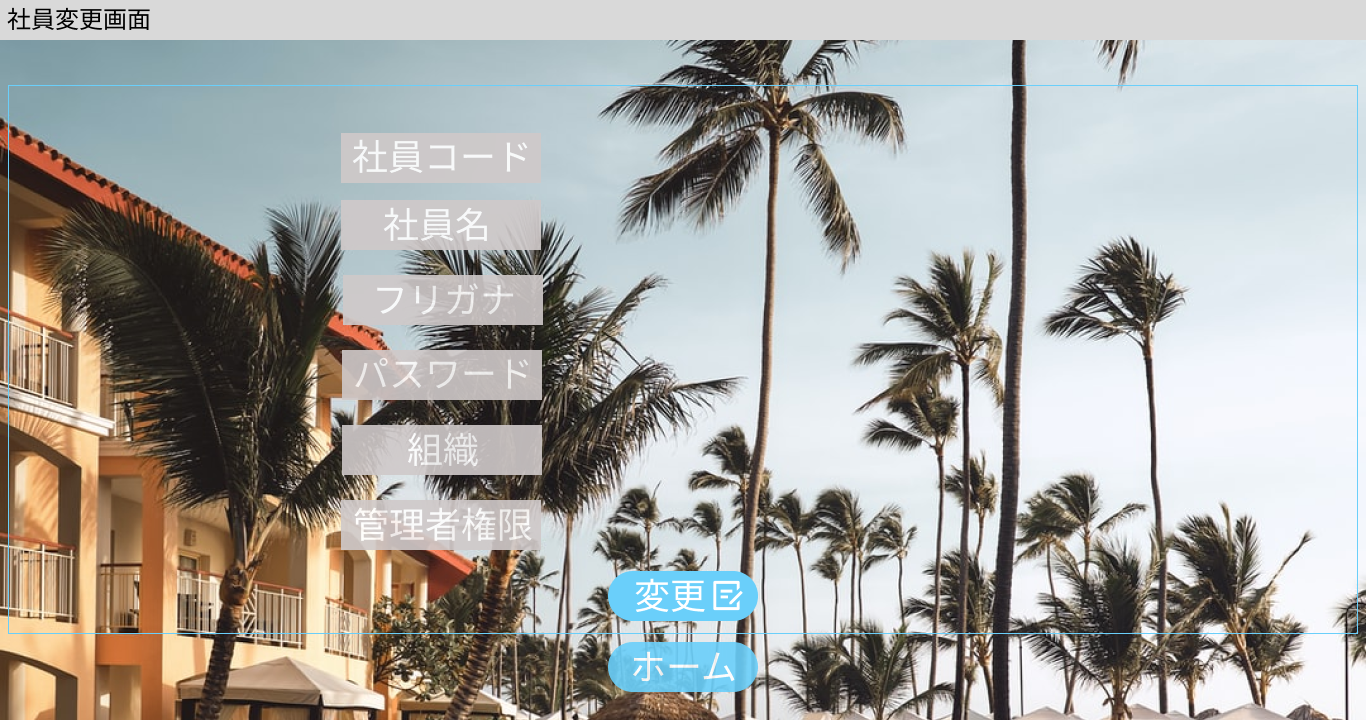 社員変更画面
社員コード
社員名
フリガナ
パスワード
組織
管理者権限
変更
ホーム